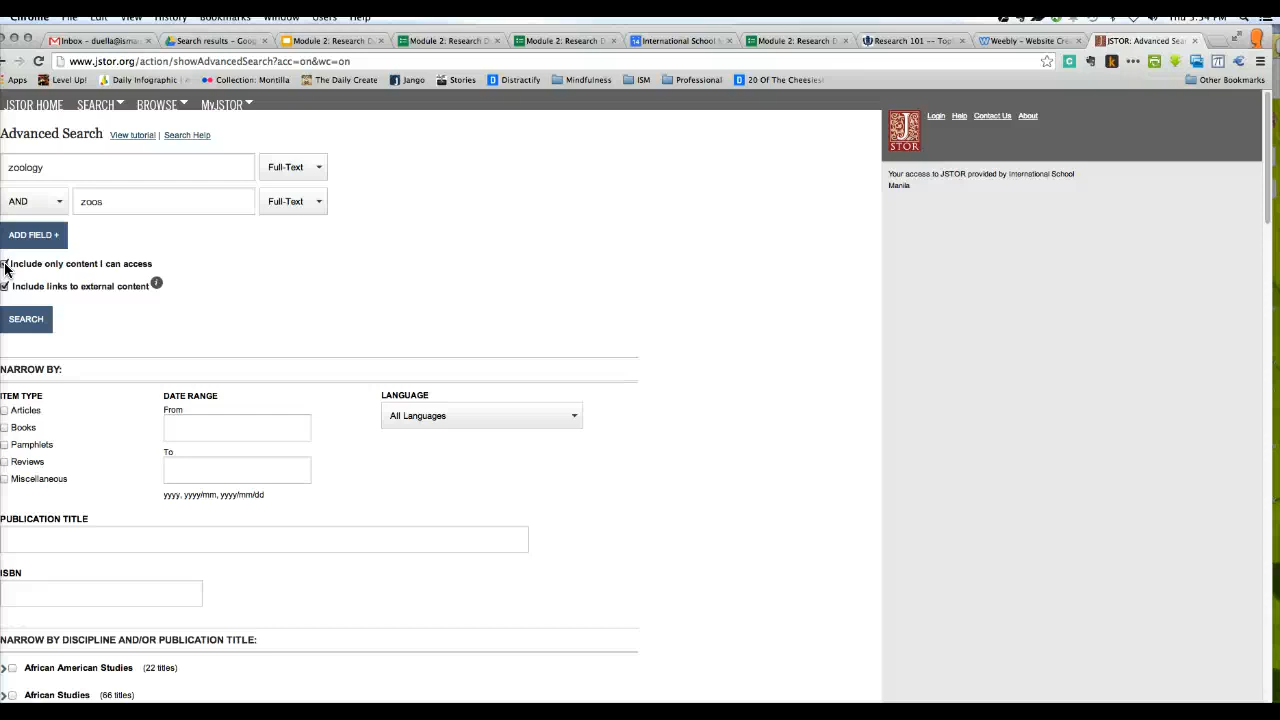 Chrome File Edit View History Bookmarks Window Users Help
Inbox - duella@isma
Search results - Goog
Module 2: Research D
Module 2: Research D
Module 2: Research D
International School
Module 2: Research D
Research 101 -- Topi
Weebly - Website Crea
JSTOR: Advanced Sea
www.jstor.org/action/showAdvancedSearch?acc=on&wc=on
Apps Level Up! Daily Infographic Collection: Montilla The Daily Create Jango Stories Distractify Mindfulness ISM Professional 20 Of The Cheesies Other Bookmarks
JSTOR HOME SEARCH BROWSE MyJSTOR
Advanced Search View tutorial | Search Help
zoology Full-Text
AND zoos Full-Text
ADD FIELD +
Include only content I can access
Include links to external content
SEARCH
NARROW BY:
ITEM TYPE
Articles
Books
Pamphlets
Reviews
Miscellaneous
DATE RANGE
From
To
yyyy, yyyy/mm, yyyy/mm/dd
LANGUAGE
All Languages
PUBLICATION TITLE
ISBN
NARROW BY DISCIPLINE AND/OR PUBLICATION TITLE:
African American Studies (22 titles)
African Studies (66 titles)
JSTOR
Login Help Contact Us About
Your access to JSTOR provided by International School
Manila